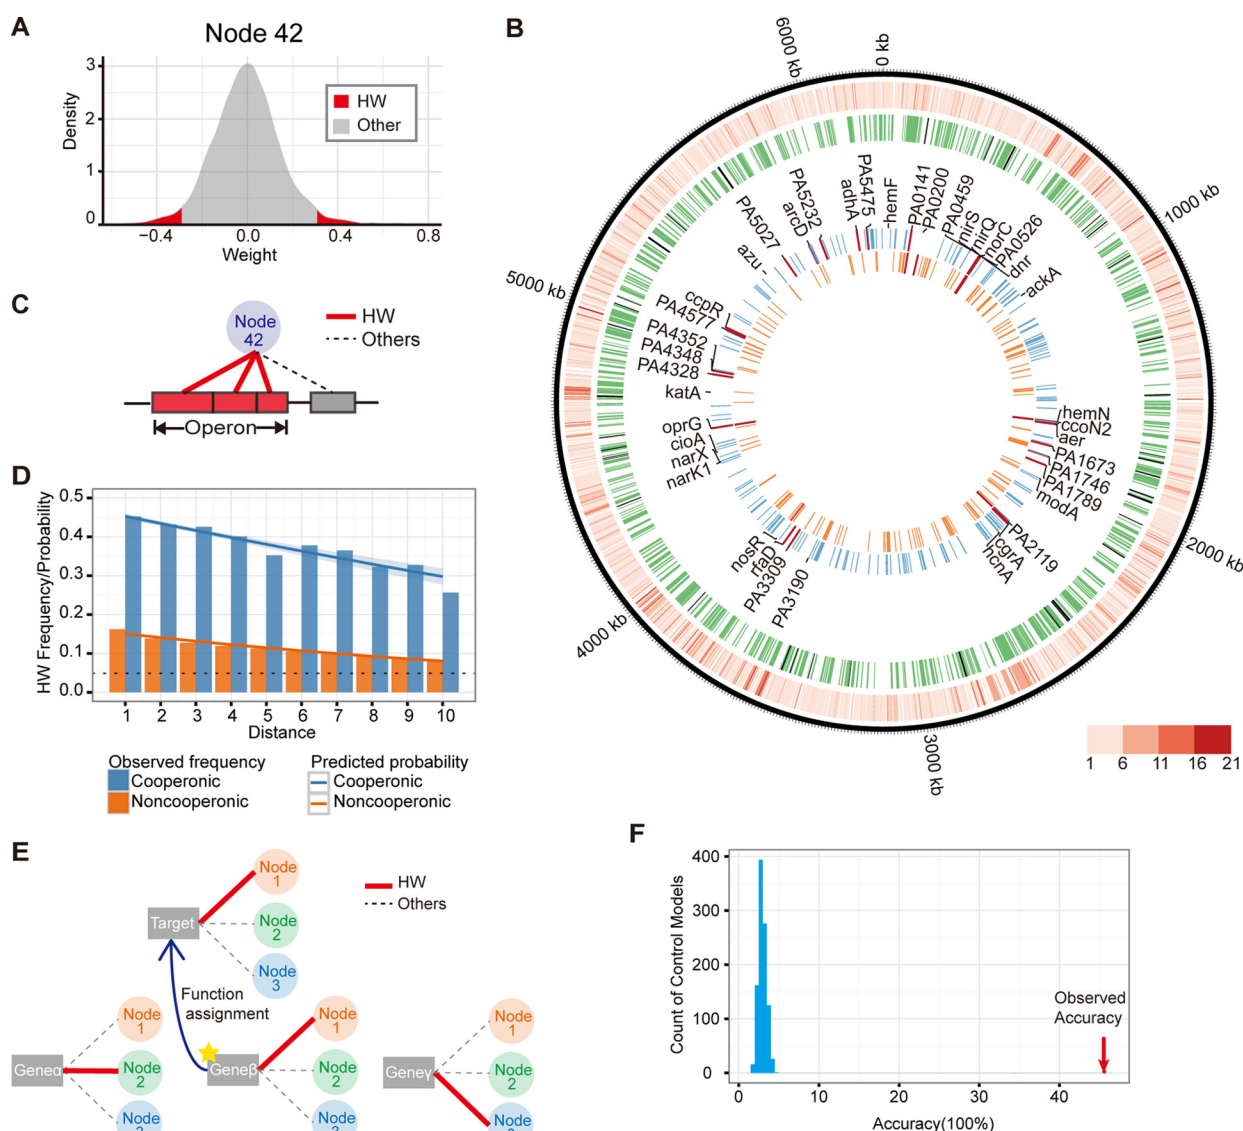 A
Node 42
Density
3
2
1
0
HW
Other
−0.4
0.0
0.4
0.8
Weight
B
0 kb
1000 kb
2000 kb
3000 kb
4000 kb
5000 kb
6000 kb
PA5475
adhA
hemF
PA0141
PA0200
PA0459
nirS
nirQ
norC
PA0526
dnr
ackA
hemN
ccoN2
aer
PA1673
PA1746
PA1789
modA
PA2119
cgrA
hcnA
PA3190
PA3309
rfaD
nosR
narK1
narX
cioA
oprG
katA
PA4328
PA4348
PA4352
PA4577
ccpR
azu
PA5027
arcD
PA5232
1 6 11 16 21
C
Node
42
HW
Others
Operon
D
HW Frequency/Probability
0.5
0.4
0.3
0.2
0.1
0.0
1 2 3 4 5 6 7 8 9 10
Distance
Observed frequency
Cooperonic
Noncooperonic
Predicted probability
Cooperonic
Noncooperonic
E
Node
1
Target
Node
2
Node
3
HW
Others
Function
assignment
Node
1
Geneα
Node
2
Node
1
Geneβ
Node
2
Node
1
Geneγ
Node
2
F
Count of Control Models
400
300
200
100
0
Observed
Accuracy
0 10 20 30 40
Accuracy(100%)